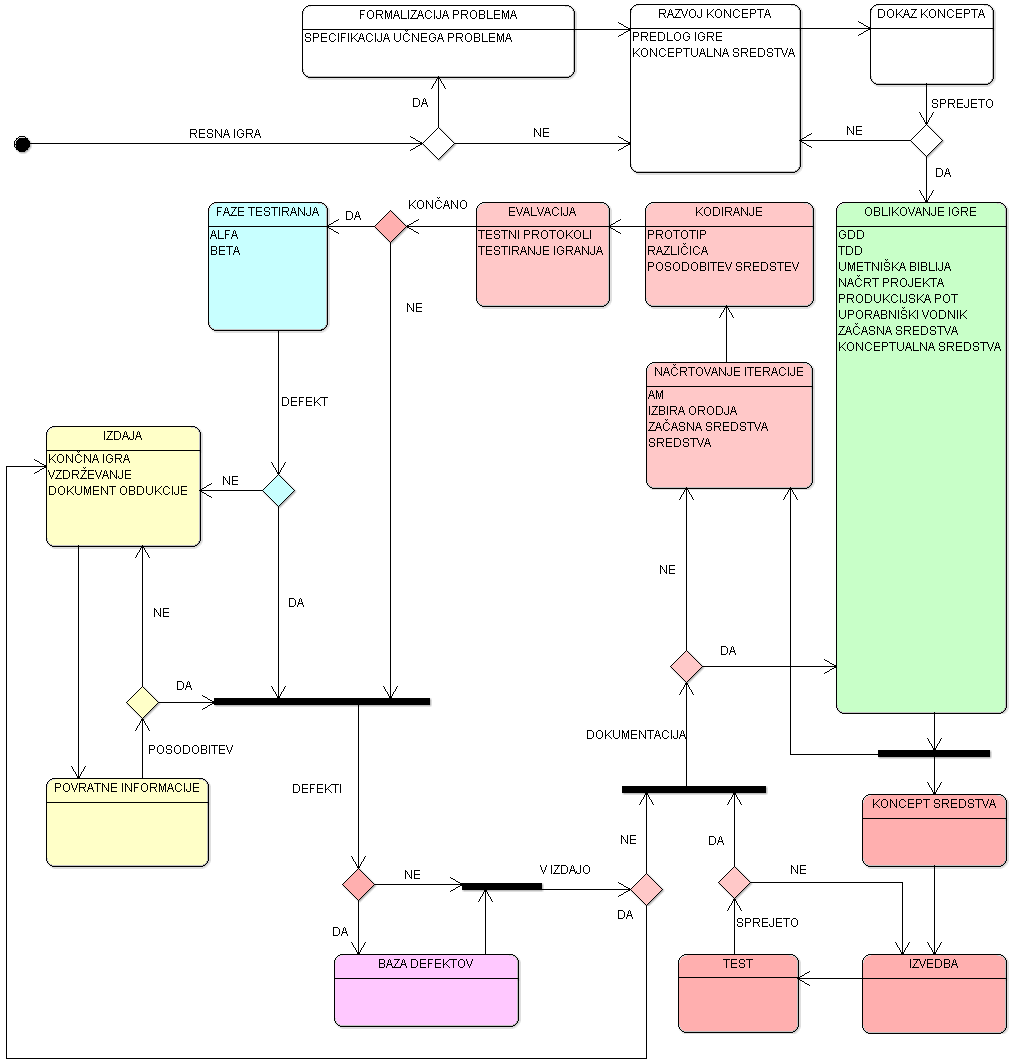 FORMALIZACIJA PROBLEMA
SPECIFIKACIJA UČNEGA PROBLEMA
RAZVOJ KONCEPTA
PREDLOG IGRE
KONCEPTUALNA SREDSTVA
DOKAZ KONCEPTA
DA
SPREJETO
RESNA IGRA
NE
NE
DA
FAZE TESTIRANJA
ALFA
BETA
DA
KONČANO
EVALVACIJA
TESTNI PROTOKOLI
TESTIRANJE IGRANJA
KODIRANJE
PROTOTIP
RAZLIČICA
POSODOBITEV SREDSTEV
OBLIKOVANJE IGRE
GDD
TDD
UMETNIŠKA BIBLIJA
NAČRT PROJEKTA
PRODUKCIJSKA POT
UPORABNIŠKI VODNIK
ZAČASNA SREDSTVA
KONCEPTUALNA SREDSTVA
NE
NAČRTOVANJE ITERACIJE
AM
IZBIRA ORODJA
ZAČASNA SREDSTVA
SREDSTVA
DEFEKT
IZDAJA
KONČNA IGRA
VZDRŽEVANJE
DOKUMENT OBDUKCIJE
NE
NE
DA
NE
DA
DA
POSODOBITEV
DOKUMENTACIJA
POVRATNE INFORMACIJE
DEFEKTI
KONCEPT SREDSTVA
NE
DA
NE
V IZDAJO
NE
DA
SPREJETO
DA
BAZA DEFEKTOV
TEST
IZVEDBA